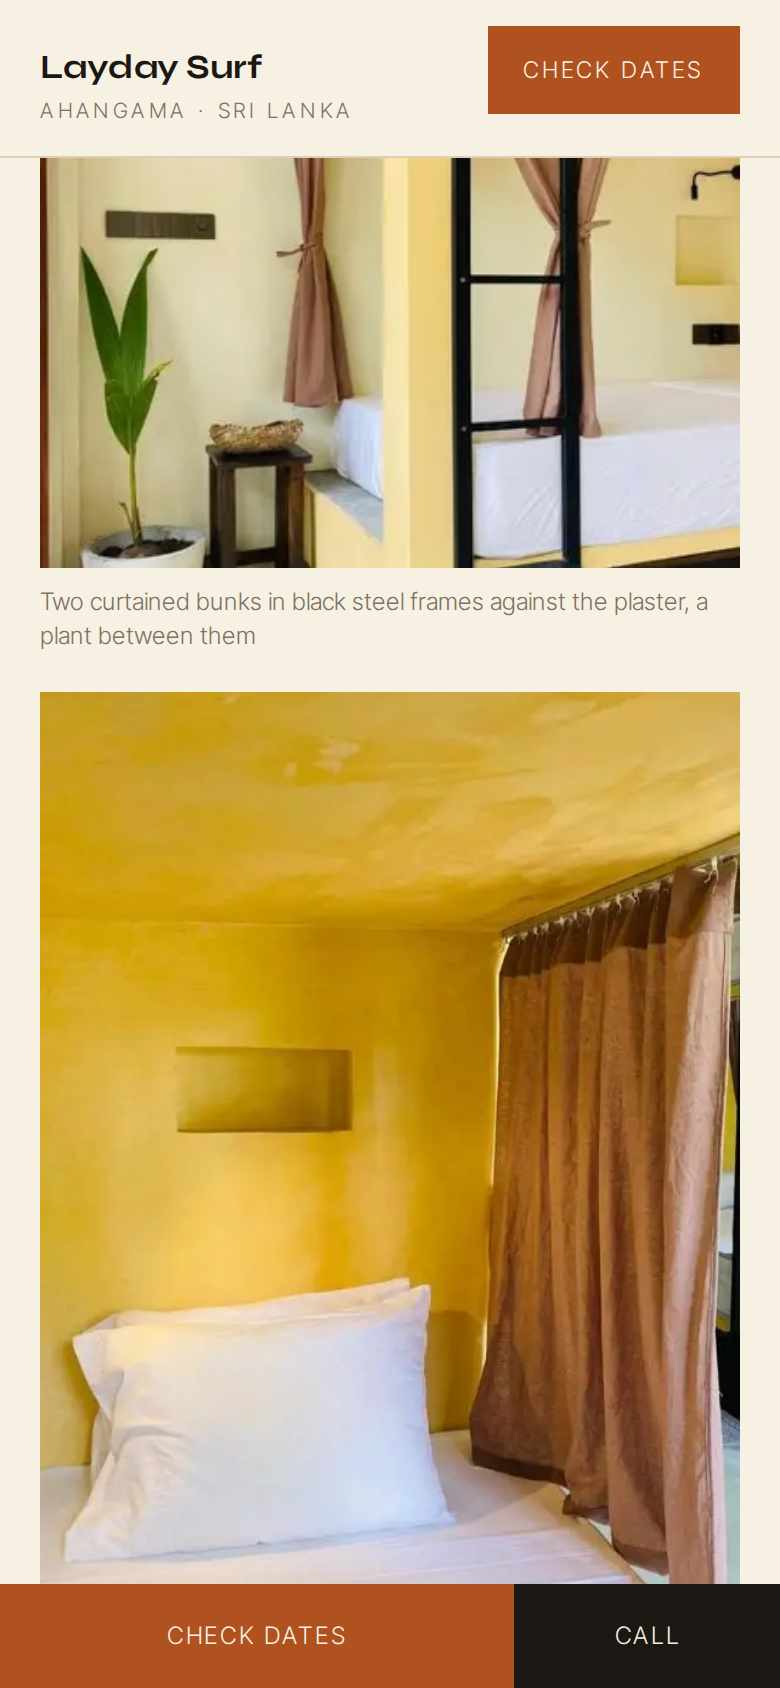 Layday Surf
AHANGAMA · SRI LANKA
CHECK DATES
Two curtained bunks in black steel frames against the plaster, a
plant between them
CHECK DATES
CALL